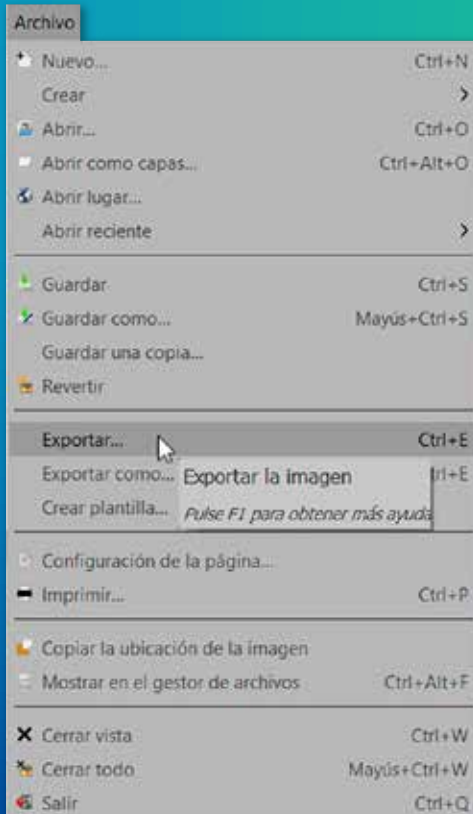 Archivo
Nuevo... Ctrl+N
Crear >
Abrir... Ctrl+O
Abrir como capas... Ctrl+Alt+O
Abrir lugar...
Abrir reciente >
Guardar Ctrl+S
Guardar como... Mayús+Ctrl+S
Guardar una copia...
Revertir
Exportar... Ctrl+E
Exportar como... trl+E
Exportar la imagen
Crear plantilla...
Pulse F1 para obtener más ayuda
Configuración de la página...
Imprimir... Ctrl+P
Copiar la ubicación de la imagen
Mostrar en el gestor de archivos Ctrl+Alt+F
Cerrar vista Ctrl+W
Cerrar todo Mayús+Ctrl+W
Salir Ctrl+Q